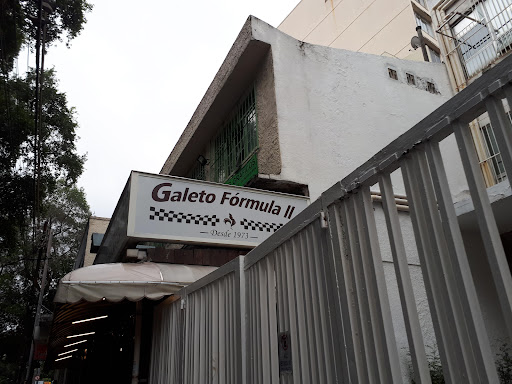 Galeto Fórmula II
Desde 1973